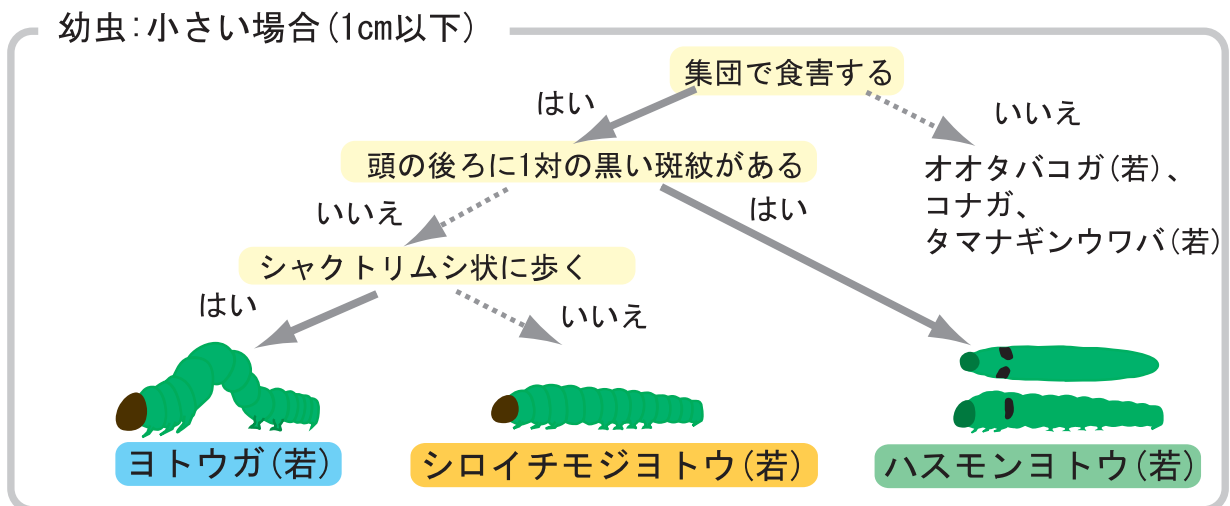 幼虫：小さい場合（1cm以下）
集団で食害する
はい
いいえ
頭の後ろに1対の黒い斑紋がある
オオタバコガ（若）、
コナガ、
タマナギンウワバ（若）
いいえ
はい
シャクトリムシ状に歩く
はい
いいえ
ヨトウガ（若）
シロイチモジヨトウ（若）
ハスモンヨトウ（若）